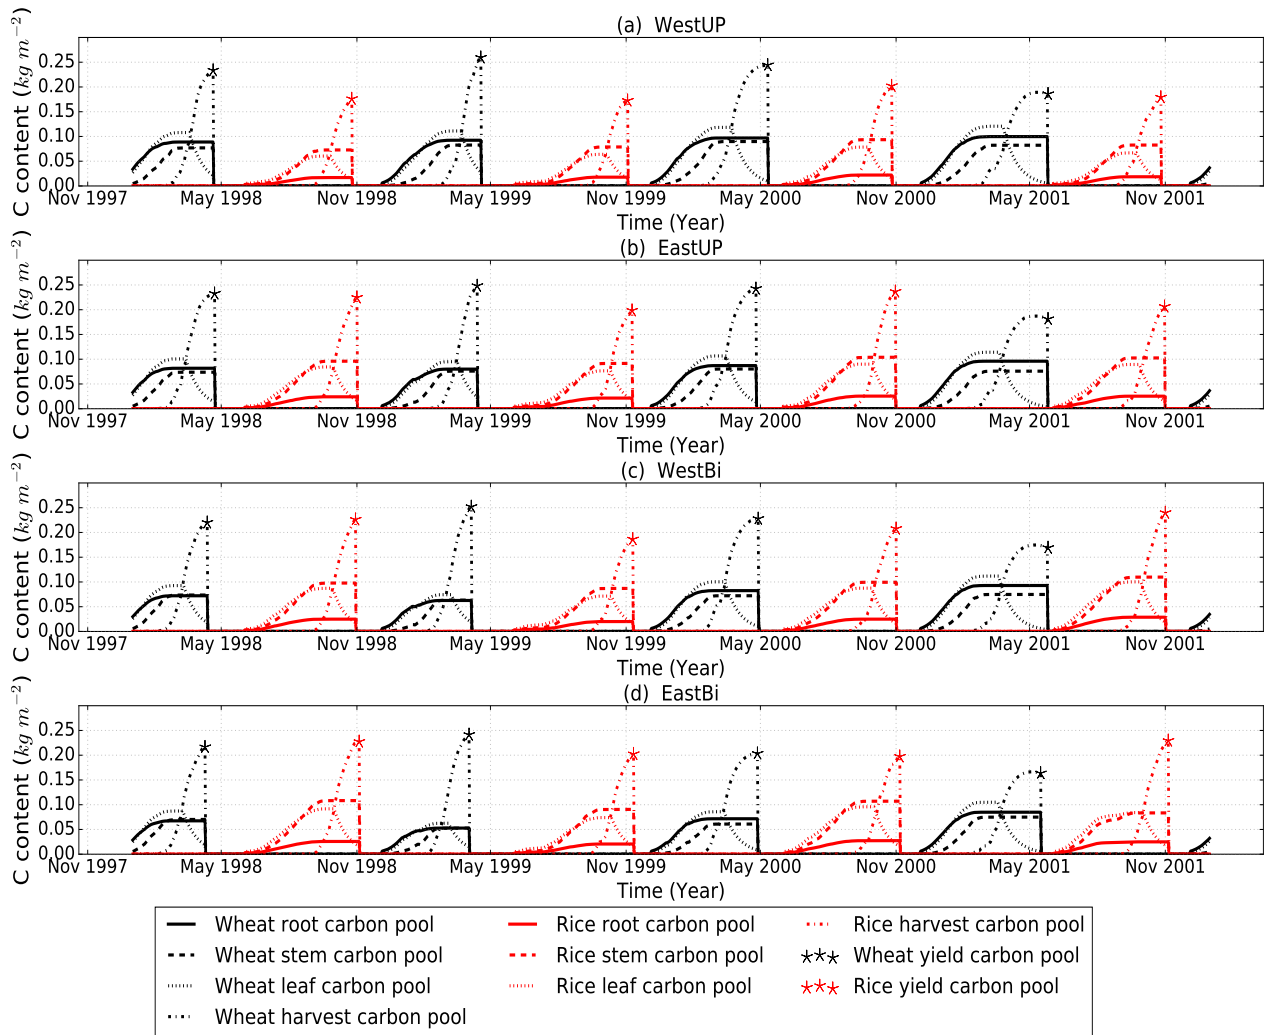 (a) WestUP
C content (kg m⁻²)
0.25
0.20
0.15
0.10
0.05
0.00
Nov 1997 May 1998 Nov 1998 May 1999 Nov 1999 May 2000 Nov 2000 May 2001 Nov 2001
Time (Year)
(b) EastUP
C content (kg m⁻²)
0.25
0.20
0.15
0.10
0.05
0.00
Nov 1997 May 1998 Nov 1998 May 1999 Nov 1999 May 2000 Nov 2000 May 2001 Nov 2001
Time (Year)
(c) WestBi
C content (kg m⁻²)
0.25
0.20
0.15
0.10
0.05
0.00
Nov 1997 May 1998 Nov 1998 May 1999 Nov 1999 May 2000 Nov 2000 May 2001 Nov 2001
Time (Year)
(d) EastBi
C content (kg m⁻²)
0.25
0.20
0.15
0.10
0.05
0.00
Nov 1997 May 1998 Nov 1998 May 1999 Nov 1999 May 2000 Nov 2000 May 2001 Nov 2001
Time (Year)
Wheat root carbon pool Rice root carbon pool Rice harvest carbon pool
Wheat stem carbon pool Rice stem carbon pool Wheat yield carbon pool
Wheat leaf carbon pool Rice leaf carbon pool Rice yield carbon pool
Wheat harvest carbon pool